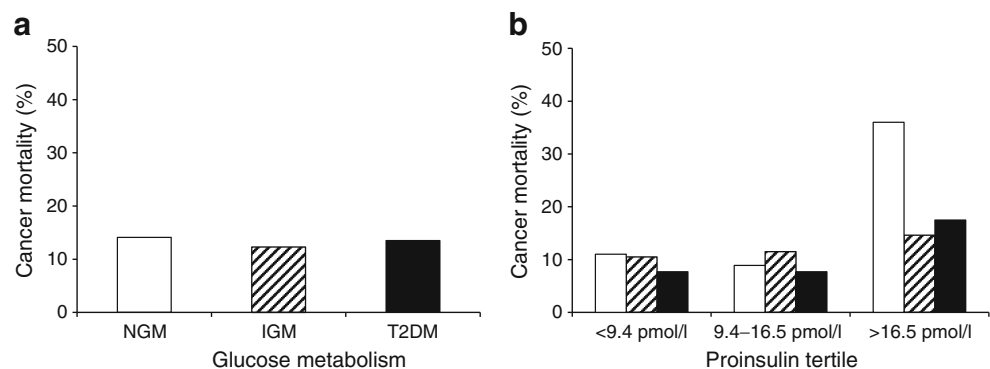 a
50
40
30
20
10
0
Cancer mortality (%)
NGM IGM T2DM
Glucose metabolism
b
50
40
30
20
10
0
Cancer mortality (%)
<9.4 pmol/l 9.4–16.5 pmol/l >16.5 pmol/l
Proinsulin tertile